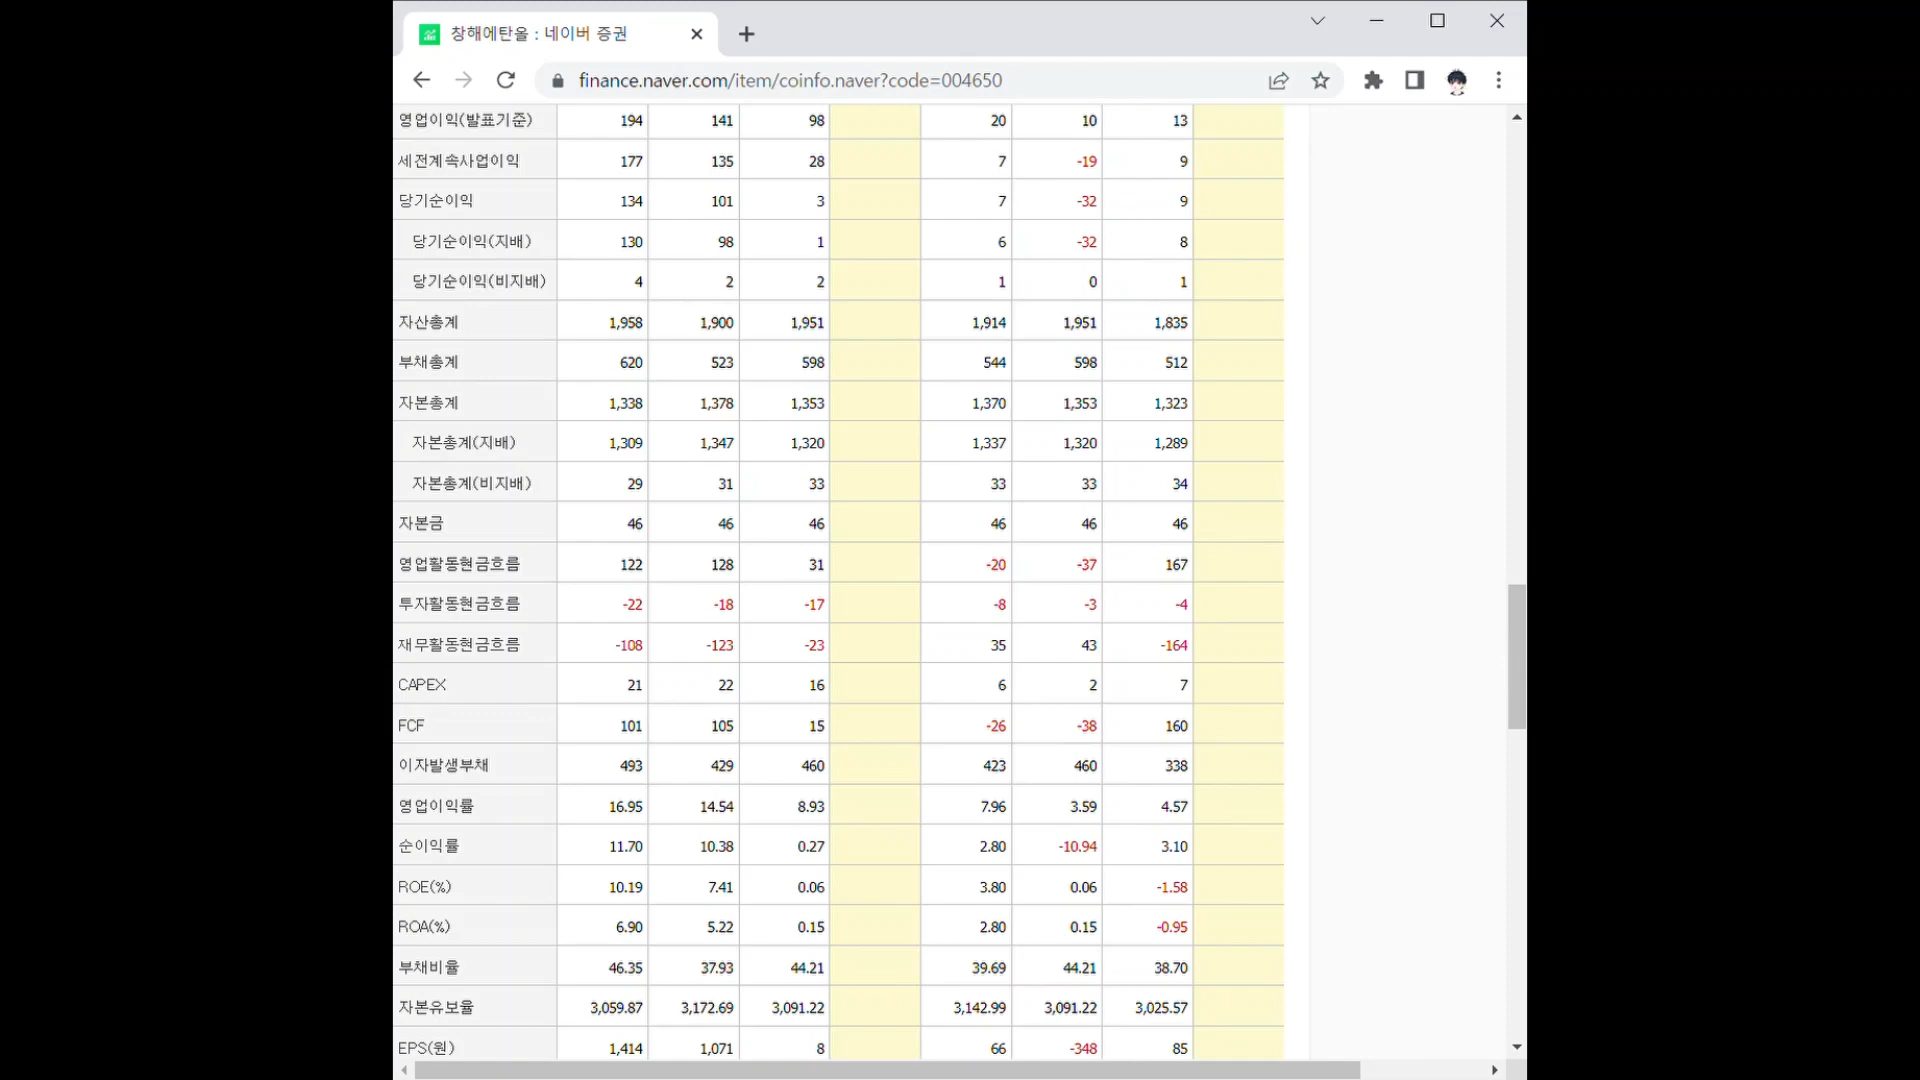 창해에탄올 : 네이버 증권
finance.naver.com/item/coinfo.naver?code=004650
영업이익(발표기준) 194 141 98 20 10 13
세전계속사업이익 177 135 28 7 -19 9
당기순이익 134 101 3 7 -32 9
당기순이익(지배) 130 98 1 6 -32 8
당기순이익(비지배) 4 2 2 1 0 1
자산총계 1,958 1,900 1,951 1,914 1,951 1,835
부채총계 620 523 598 544 598 512
자본총계 1,338 1,378 1,353 1,370 1,353 1,323
자본총계(지배) 1,309 1,347 1,320 1,337 1,320 1,289
자본총계(비지배) 29 31 33 33 33 34
자본금 46 46 46 46 46 46
영업활동현금흐름 122 128 31 -20 -37 167
투자활동현금흐름 -22 -18 -17 -8 -3 -4
재무활동현금흐름 -108 -123 -23 35 43 -164
CAPEX 21 22 16 6 2 7
FCF 101 105 15 -26 -38 160
이자발생부채 493 429 460 423 460 338
영업이익률 16.95 14.54 8.93 7.96 3.59 4.57
순이익률 11.70 10.38 0.27 2.80 -10.94 3.10
ROE(%) 10.19 7.41 0.06 3.80 0.06 -1.58
ROA(%) 6.90 5.22 0.15 2.80 0.15 -0.95
부채비율 46.35 37.93 44.21 39.69 44.21 38.70
자본유보율 3,059.87 3,172.69 3,091.22 3,142.99 3,091.22 3,025.57
EPS(원) 1,414 1,071 8 66 -348 85